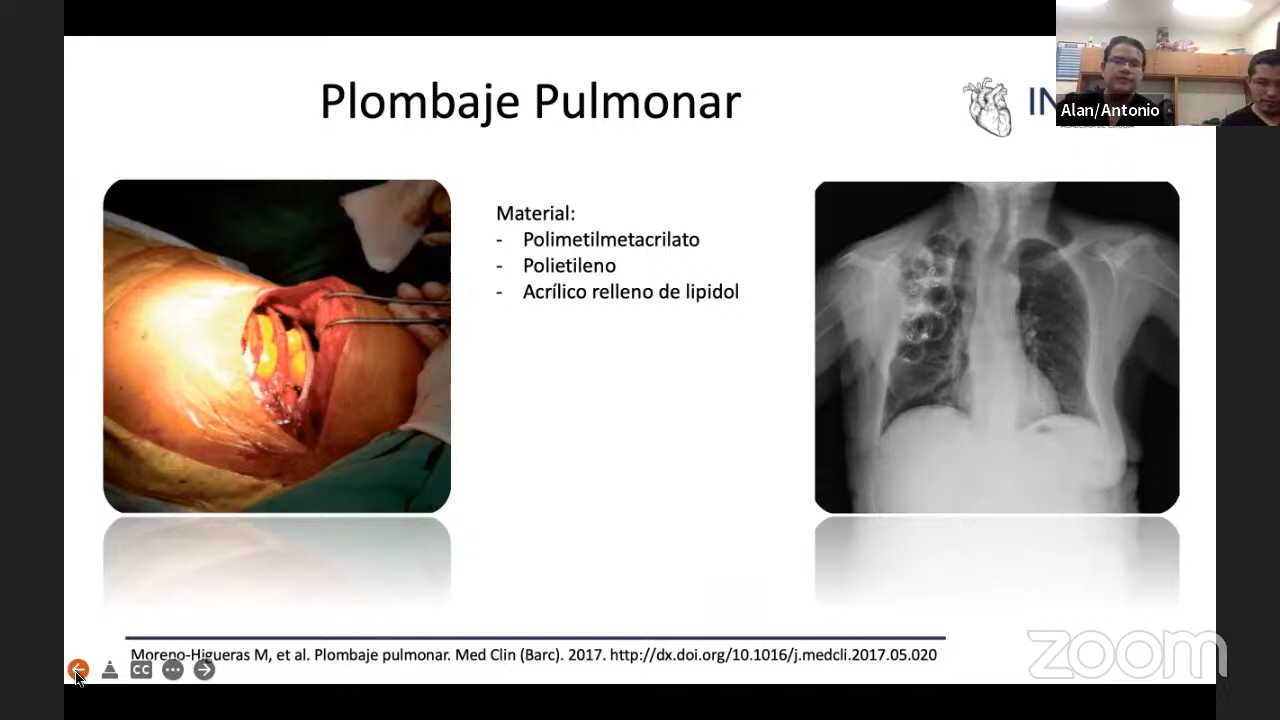 Plombaje Pulmonar
Alan/Antonio
Material:
- Polimetilmetacrilato
- Polietileno
- Acrílico relleno de lipidol
Moreno-Higueras M, et al. Plombaje pulmonar. Med Clin (Barc). 2017. http://dx.doi.org/10.1016/j.medcli.2017.05.020
CC
zoom